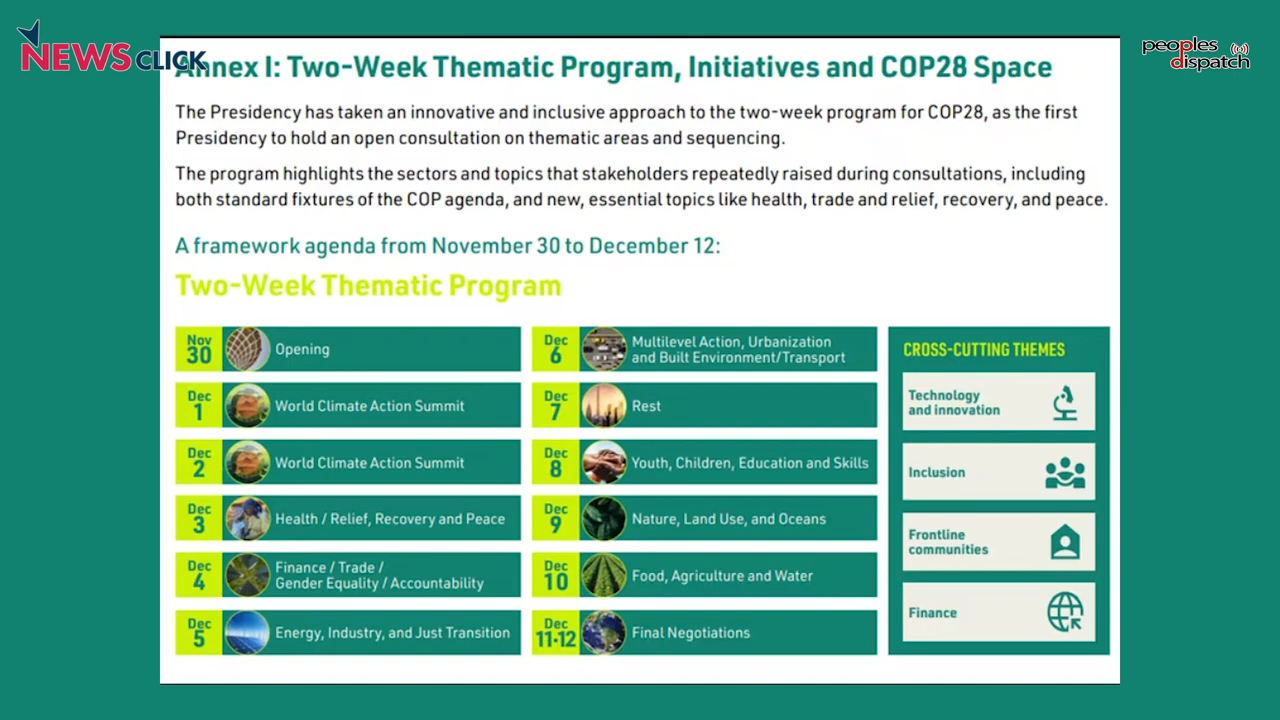 NEWSCLICK
peoples dispatch
Annex I: Two-Week Thematic Program, Initiatives and COP28 Space
The Presidency has taken an innovative and inclusive approach to the two-week program for COP28, as the first
Presidency to hold an open consultation on thematic areas and sequencing.
The program highlights the sectors and topics that stakeholders repeatedly raised during consultations, including
both standard fixtures of the COP agenda, and new, essential topics like health, trade and relief, recovery, and peace.
A framework agenda from November 30 to December 12:
Two-Week Thematic Program
Nov
30
Opening
Dec
1
World Climate Action Summit
Dec
2
World Climate Action Summit
Dec
3
Health / Relief, Recovery and Peace
Dec
4
Finance / Trade /
Gender Equality / Accountability
Dec
5
Energy, Industry, and Just Transition
Dec
6
Multilevel Action, Urbanization
and Built Environment/Transport
Dec
7
Rest
Dec
8
Youth, Children, Education and Skills
Dec
9
Nature, Land Use, and Oceans
Dec
10
Food, Agriculture and Water
Dec
11-12
Final Negotiations
CROSS-CUTTING THEMES
Technology
and innovation
Inclusion
Frontline
communities
Finance